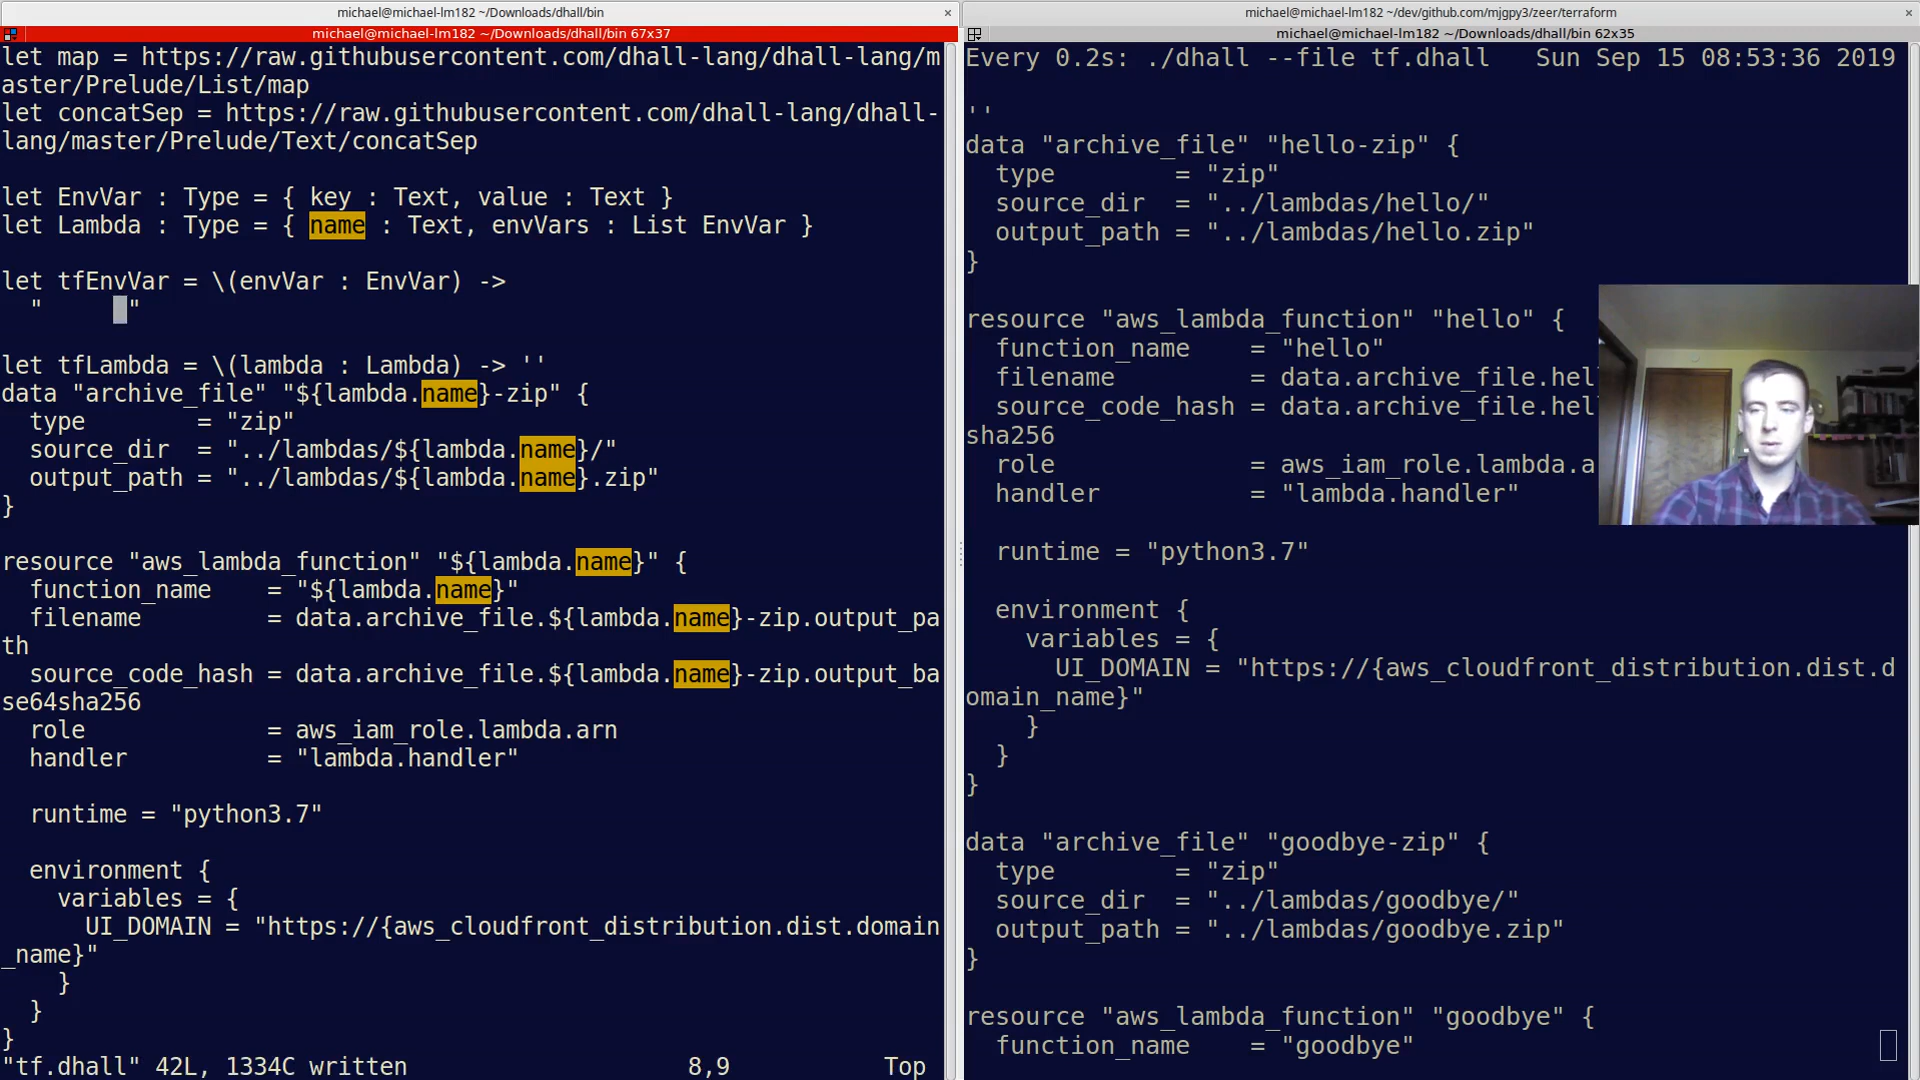 michael@michael-lm182 ~/Downloads/dhall/bin
michael@michael-lm182 ~/Downloads/dhall/bin 67x37
let map = https://raw.githubusercontent.com/dhall-lang/dhall-lang/m
aster/Prelude/List/map
let concatSep = https://raw.githubusercontent.com/dhall-lang/dhall-
lang/master/Prelude/Text/concatSep
let EnvVar : Type = { key : Text, value : Text }
let Lambda : Type = { name : Text, envVars : List EnvVar }
let tfEnvVar = \(envVar : EnvVar) ->
  "      "
let tfLambda = \(lambda : Lambda) -> ''
data "archive_file" "${lambda.name}-zip" {
  type        = "zip"
  source_dir  = "../lambdas/${lambda.name}/"
  output_path = "../lambdas/${lambda.name}.zip"
}
resource "aws_lambda_function" "${lambda.name}" {
  function_name    = "${lambda.name}"
  filename         = data.archive_file.${lambda.name}-zip.output_pa
th
  source_code_hash = data.archive_file.${lambda.name}-zip.output_ba
se64sha256
  role             = aws_iam_role.lambda.arn
  handler          = "lambda.handler"
  runtime = "python3.7"
  environment {
    variables = {
      UI_DOMAIN = "https://{aws_cloudfront_distribution.dist.domain
_name}"
    }
  }
}
"tf.dhall" 42L, 1334C written                    8,9           Top
michael@michael-lm182 ~/dev/github.com/mjgpy3/zeer/terraform
michael@michael-lm182 ~/Downloads/dhall/bin 62x35
Every 0.2s: ./dhall --file tf.dhall   Sun Sep 15 08:53:36 2019
''
data "archive_file" "hello-zip" {
  type        = "zip"
  source_dir  = "../lambdas/hello/"
  output_path = "../lambdas/hello.zip"
}
resource "aws_lambda_function" "hello" {
  function_name    = "hello"
  filename         = data.archive_file.hel
  source_code_hash = data.archive_file.hel
sha256
  role             = aws_iam_role.lambda.a
  handler          = "lambda.handler"
  runtime = "python3.7"
  environment {
    variables = {
      UI_DOMAIN = "https://{aws_cloudfront_distribution.dist.d
omain_name}"
    }
  }
}
data "archive_file" "goodbye-zip" {
  type        = "zip"
  source_dir  = "../lambdas/goodbye/"
  output_path = "../lambdas/goodbye.zip"
}
resource "aws_lambda_function" "goodbye" {
  function_name    = "goodbye"